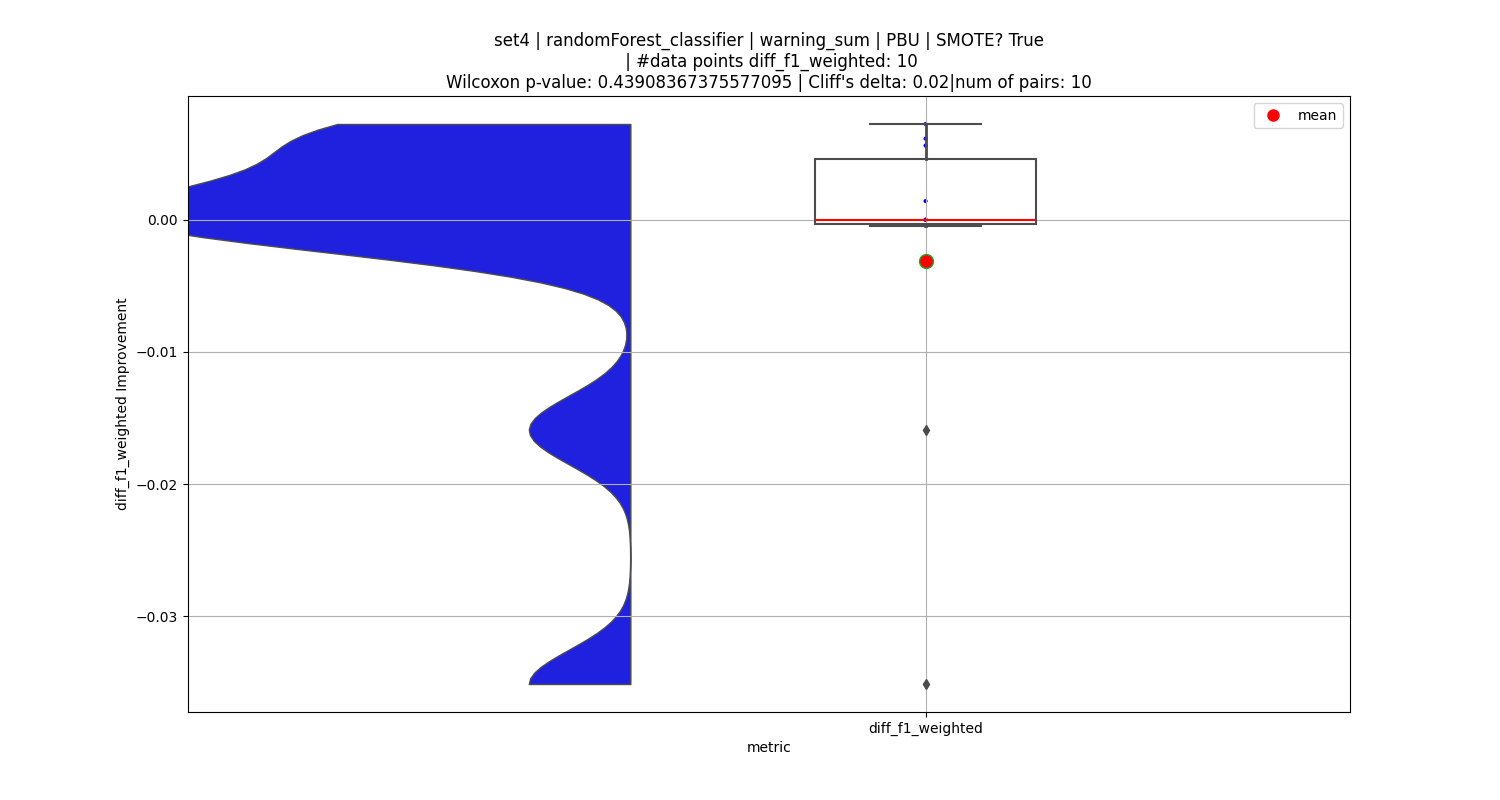 set4 | randomForest_classifier | warning_sum | PBU | SMOTE? True
| #data points diff_f1_weighted: 10
Wilcoxon p-value: 0.43908367375577095 | Cliff's delta: 0.02|num of pairs: 10
mean
0.00
−0.01
−0.02
−0.03
diff_f1_weighted Improvement
diff_f1_weighted
metric